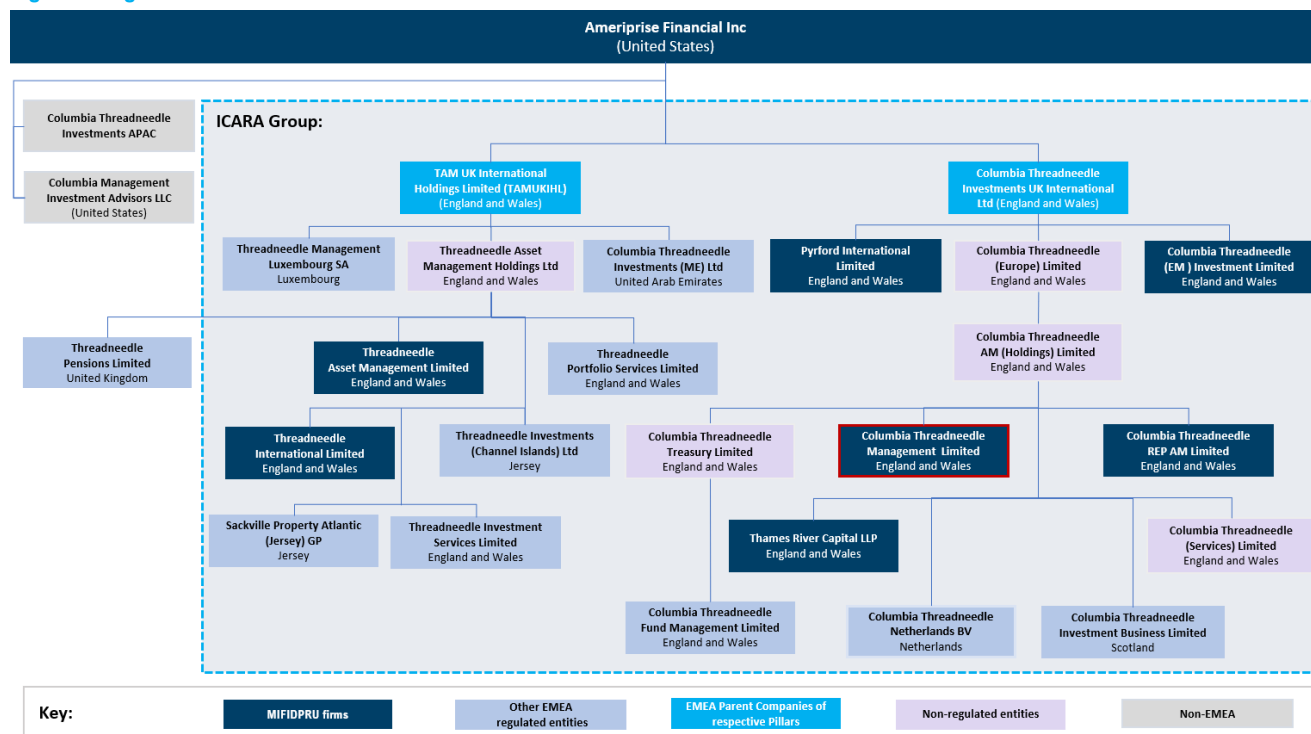 Ameriprise Financial Inc
(United States)
Columbia Threadneedle
Investments APAC
Columbia Management
Investment Advisors LLC
(United States)
ICARA Group:
TAM UK International
Holdings Limited (TAMUKIHL)
(England and Wales)
Columbia Threadneedle
Investments UK International
Ltd (England and Wales)
Threadneedle Management
Luxembourg SA
Luxembourg
Threadneedle Asset
Management Holdings Ltd
England and Wales
Columbia Threadneedle
Investments (ME) Ltd
United Arab Emirates
Pyrford International
Limited
England and Wales
Columbia Threadneedle
(Europe) Limited
England and Wales
Columbia Threadneedle
(EM ) Investment Limited
England and Wales
Threadneedle
Pensions Limited
United Kingdom
Threadneedle
Asset Management Limited
England and Wales
Threadneedle
Portfolio Services Limited
England and Wales
Columbia Threadneedle
AM (Holdings) Limited
England and Wales
Threadneedle
International Limited
England and Wales
Threadneedle Investments
(Channel Islands) Ltd
Jersey
Columbia Threadneedle
Treasury Limited
England and Wales
Columbia Threadneedle
Management Limited
England and Wales
Columbia Threadneedle
REP AM Limited
England and Wales
Sackville Property Atlantic
(Jersey) GP
Jersey
Threadneedle Investment
Services Limited
England and Wales
Thames River Capital LLP
England and Wales
Columbia Threadneedle
(Services) Limited
England and Wales
Columbia Threadneedle
Fund Management Limited
England and Wales
Columbia Threadneedle
Netherlands BV
Netherlands
Columbia Threadneedle
Investment Business Limited
Scotland
Key:
MIFIDPRU firms
Other EMEA
regulated entities
EMEA Parent Companies of
respective Pillars
Non-regulated entities
Non-EMEA